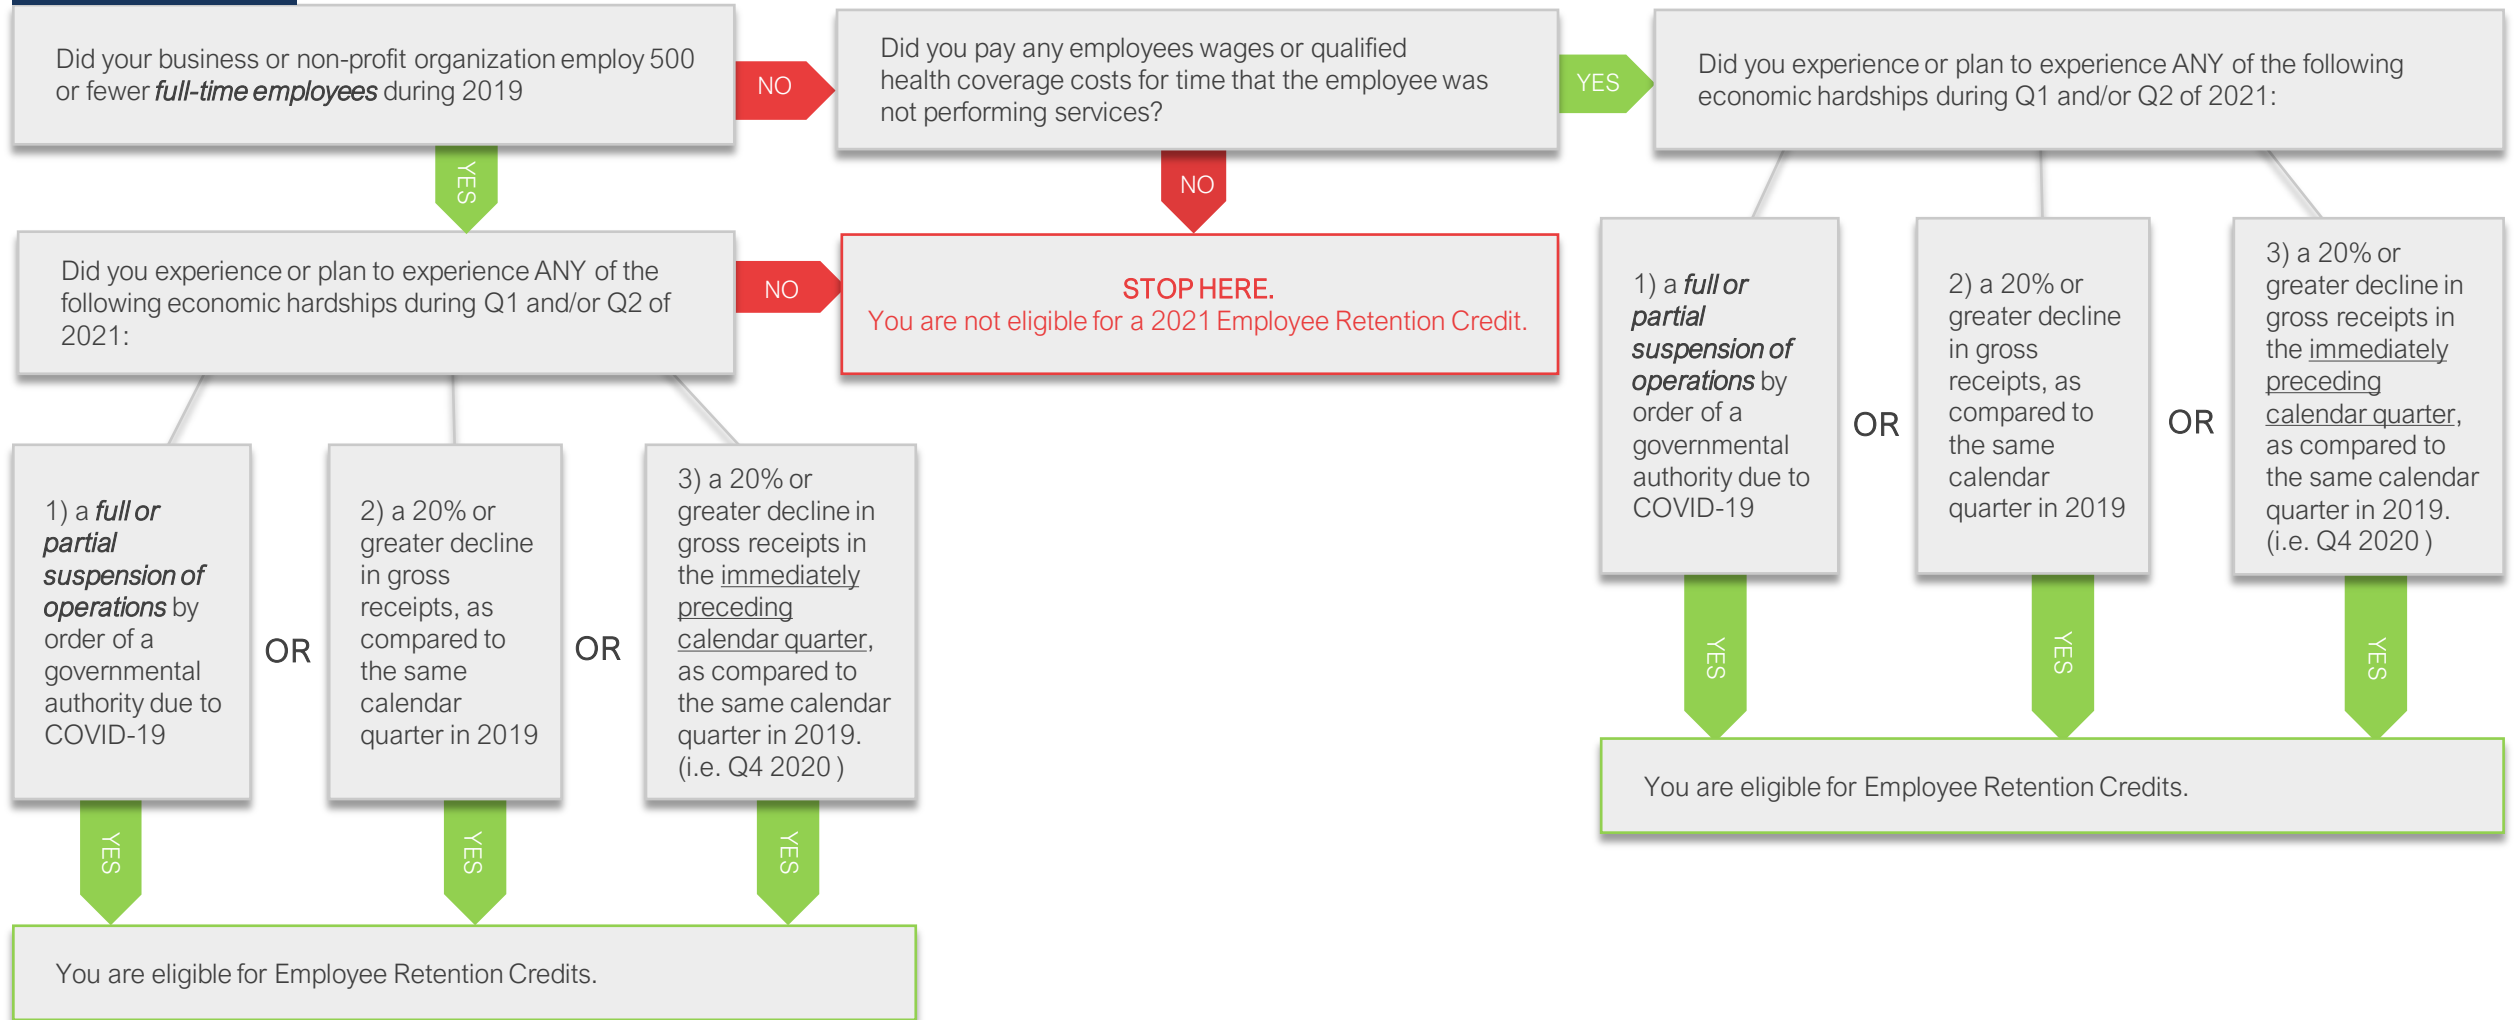 Did your business or non-profit organization employ 500
or fewer full-time employees during 2019
NO
Did you pay any employees wages or qualified
health coverage costs for time that the employee was
not performing services?
YES
Did you experience or plan to experience ANY of the following
economic hardships during Q1 and/or Q2 of 2021:
YES
NO
Did you experience or plan to experience ANY of the
following economic hardships during Q1 and/or Q2 of
2021:
NO
STOP HERE.
You are not eligible for a 2021 Employee Retention Credit.
1) a full or
partial
suspension of
operations by
order of a
governmental
authority due to
COVID-19
OR
2) a 20% or
greater decline
in gross
receipts, as
compared to
the same
calendar
quarter in 2019
OR
3) a 20% or
greater decline in
gross receipts in
the immediately
preceding
calendar quarter,
as compared to
the same calendar
quarter in 2019.
(i.e. Q4 2020 )
YES
YES
YES
You are eligible for Employee Retention Credits.
1) a full or
partial
suspension of
operations by
order of a
governmental
authority due to
COVID-19
OR
2) a 20% or
greater decline
in gross
receipts, as
compared to
the same
calendar
quarter in 2019
OR
3) a 20% or
greater decline in
gross receipts in
the immediately
preceding
calendar quarter,
as compared to
the same calendar
quarter in 2019.
(i.e. Q4 2020 )
YES
YES
YES
You are eligible for Employee Retention Credits.